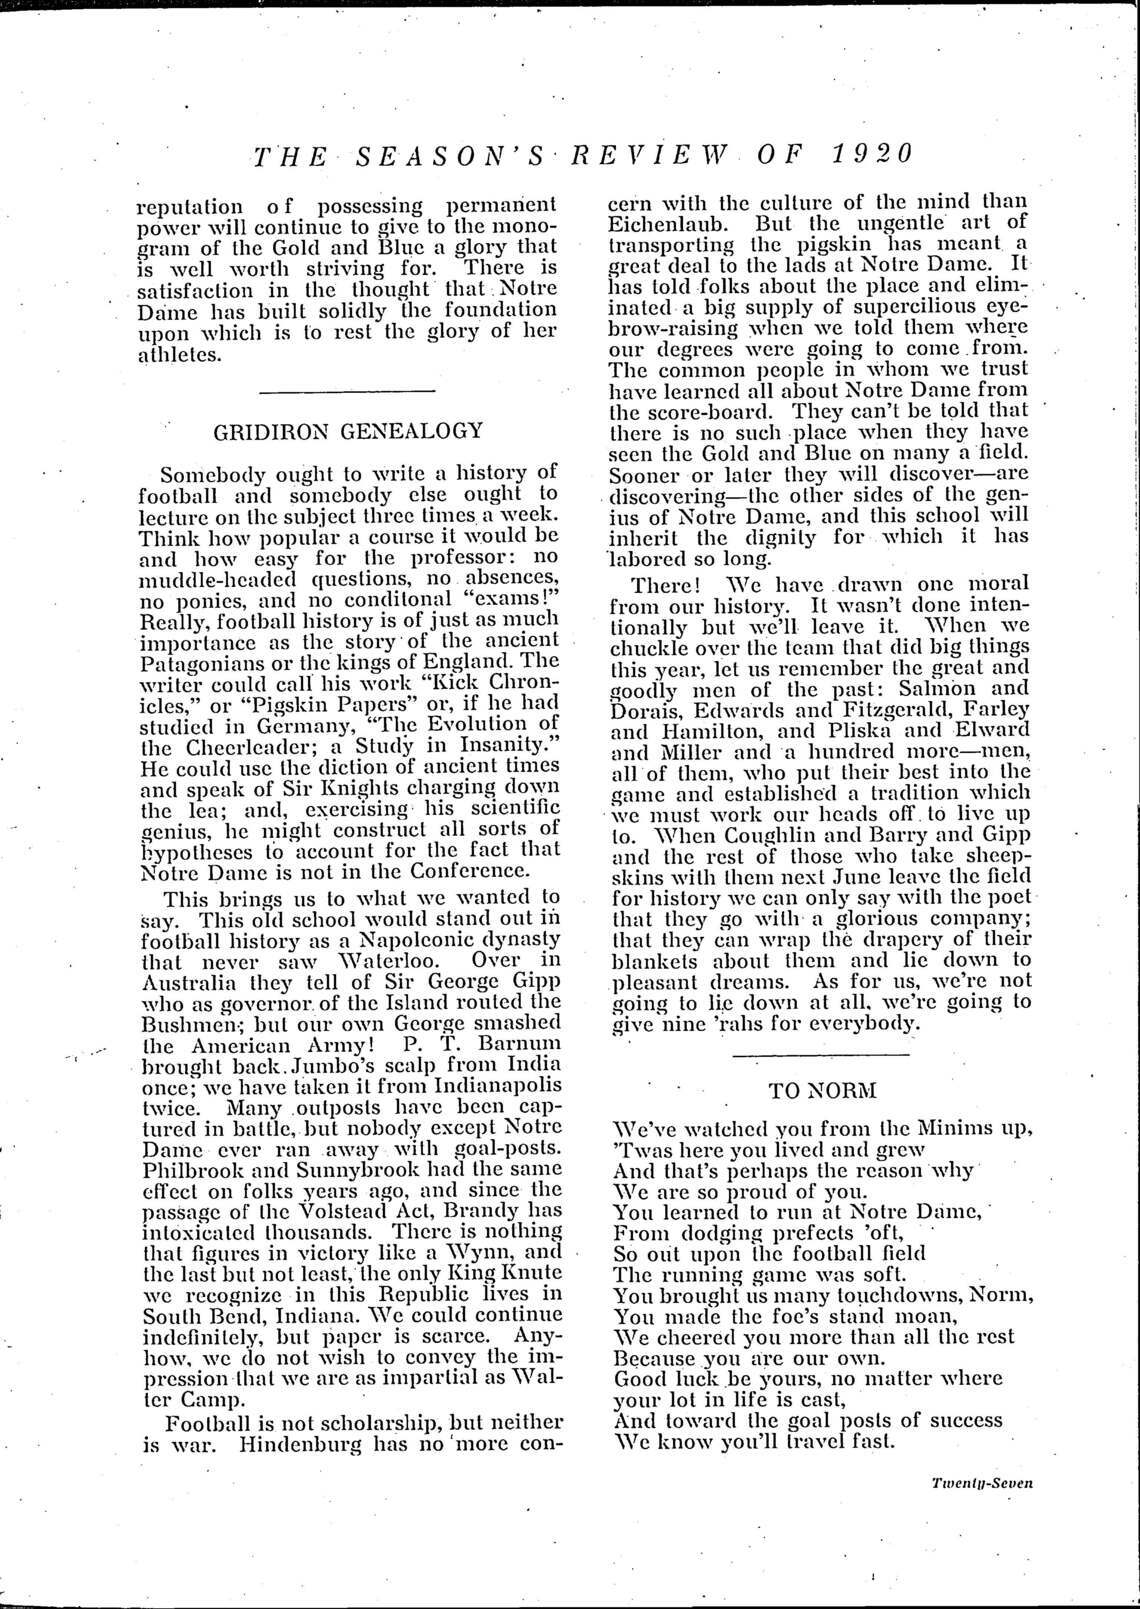 THE SEASON'S REVIEW OF 1920
reputation of possessing permanent
power will continue to give to the mono-
gram of the Gold and Blue a glory that
is well worth striving for. There is
satisfaction in the thought that Notre
Dame has built solidly the foundation
upon which is to rest the glory of her
athletes.
GRIDIRON GENEALOGY
Somebody ought to write a history of
football and somebody else ought to
lecture on the subject three times a week.
Think how popular a course it would be
and how easy for the professor: no
muddle-headed questions, no absences,
no ponies, and no conditonal "exams!"
Really, football history is of just as much
importance as the story of the ancient
Patagonians or the kings of England. The
writer could call his work "Kick Chron-
icles," or "Pigskin Papers" or, if he had
studied in Germany, "The Evolution of
the Cheerleader; a Study in Insanity."
He could use the diction of ancient times
and speak of Sir Knights charging down
the lea; and, exercising his scientific
genius, he might construct all sorts of
hypotheses to account for the fact that
Notre Dame is not in the Conference.
This brings us to what we wanted to
say. This old school would stand out in
football history as a Napoleonic dynasty
that never saw Waterloo. Over in
Australia they tell of Sir George Gipp
who as governor of the Island routed the
Bushmen; but our own George smashed
the American Army! P. T. Barnum
brought back Jumbo's scalp from India
once; we have taken it from Indianapolis
twice. Many outposts have been cap-
tured in battle, but nobody except Notre
Dame ever ran away with goal-posts.
Philbrook and Sunnybrook had the same
effect on folks years ago, and since the
passage of the Volstead Act, Brandy has
intoxicated thousands. There is nothing
that figures in victory like a Wynn, and
the last but not least, the only King Knute
we recognize in this Republic lives in
South Bend, Indiana. We could continue
indefinitely, but paper is scarce. Any-
how, we do not wish to convey the im-
pression that we are as impartial as Wal-
ter Camp.
Football is not scholarship, but neither
is war. Hindenburg has no more con-
cern with the culture of the mind than
Eichenlaub. But the ungentle art of
transporting the pigskin has meant a
great deal to the lads at Notre Dame. It
has told folks about the place and elim-
inated a big supply of supercilious eye-
brow-raising when we told them where
our degrees were going to come from.
The common people in whom we trust
have learned all about Notre Dame from
the score-board. They can't be told that
there is no such place when they have
seen the Gold and Blue on many a field.
Sooner or later they will discover—are
discovering—the other sides of the gen-
ius of Notre Dame, and this school will
inherit the dignity for which it has
labored so long.
There! We have drawn one moral
from our history. It wasn't done inten-
tionally but we'll leave it. When we
chuckle over the team that did big things
this year, let us remember the great and
goodly men of the past: Salmon and
Dorais, Edwards and Fitzgerald, Farley
and Hamilton, and Pliska and Elward
and Miller and a hundred more—men,
all of them, who put their best into the
game and established a tradition which
we must work our heads off to live up
to. When Coughlin and Barry and Gipp
and the rest of those who take sheep-
skins with them next June leave the field
for history we can only say with the poet
that they go with a glorious company;
that they can wrap the drapery of their
blankets about them and lie down to
pleasant dreams. As for us, we're not
going to lie down at all, we're going to
give nine 'rahs for everybody.
TO NORM
We've watched you from the Minims up,
'Twas here you lived and grew
And that's perhaps the reason why
We are so proud of you.
You learned to run at Notre Dame,
From dodging prefects 'oft,
So out upon the football field
The running game was soft.
You brought us many touchdowns, Norm,
You made the foe's stand moan,
We cheered you more than all the rest
Because you are our own.
Good luck be yours, no matter where
your lot in life is cast,
And toward the goal posts of success
We know you'll travel fast.
Twenty-Seven